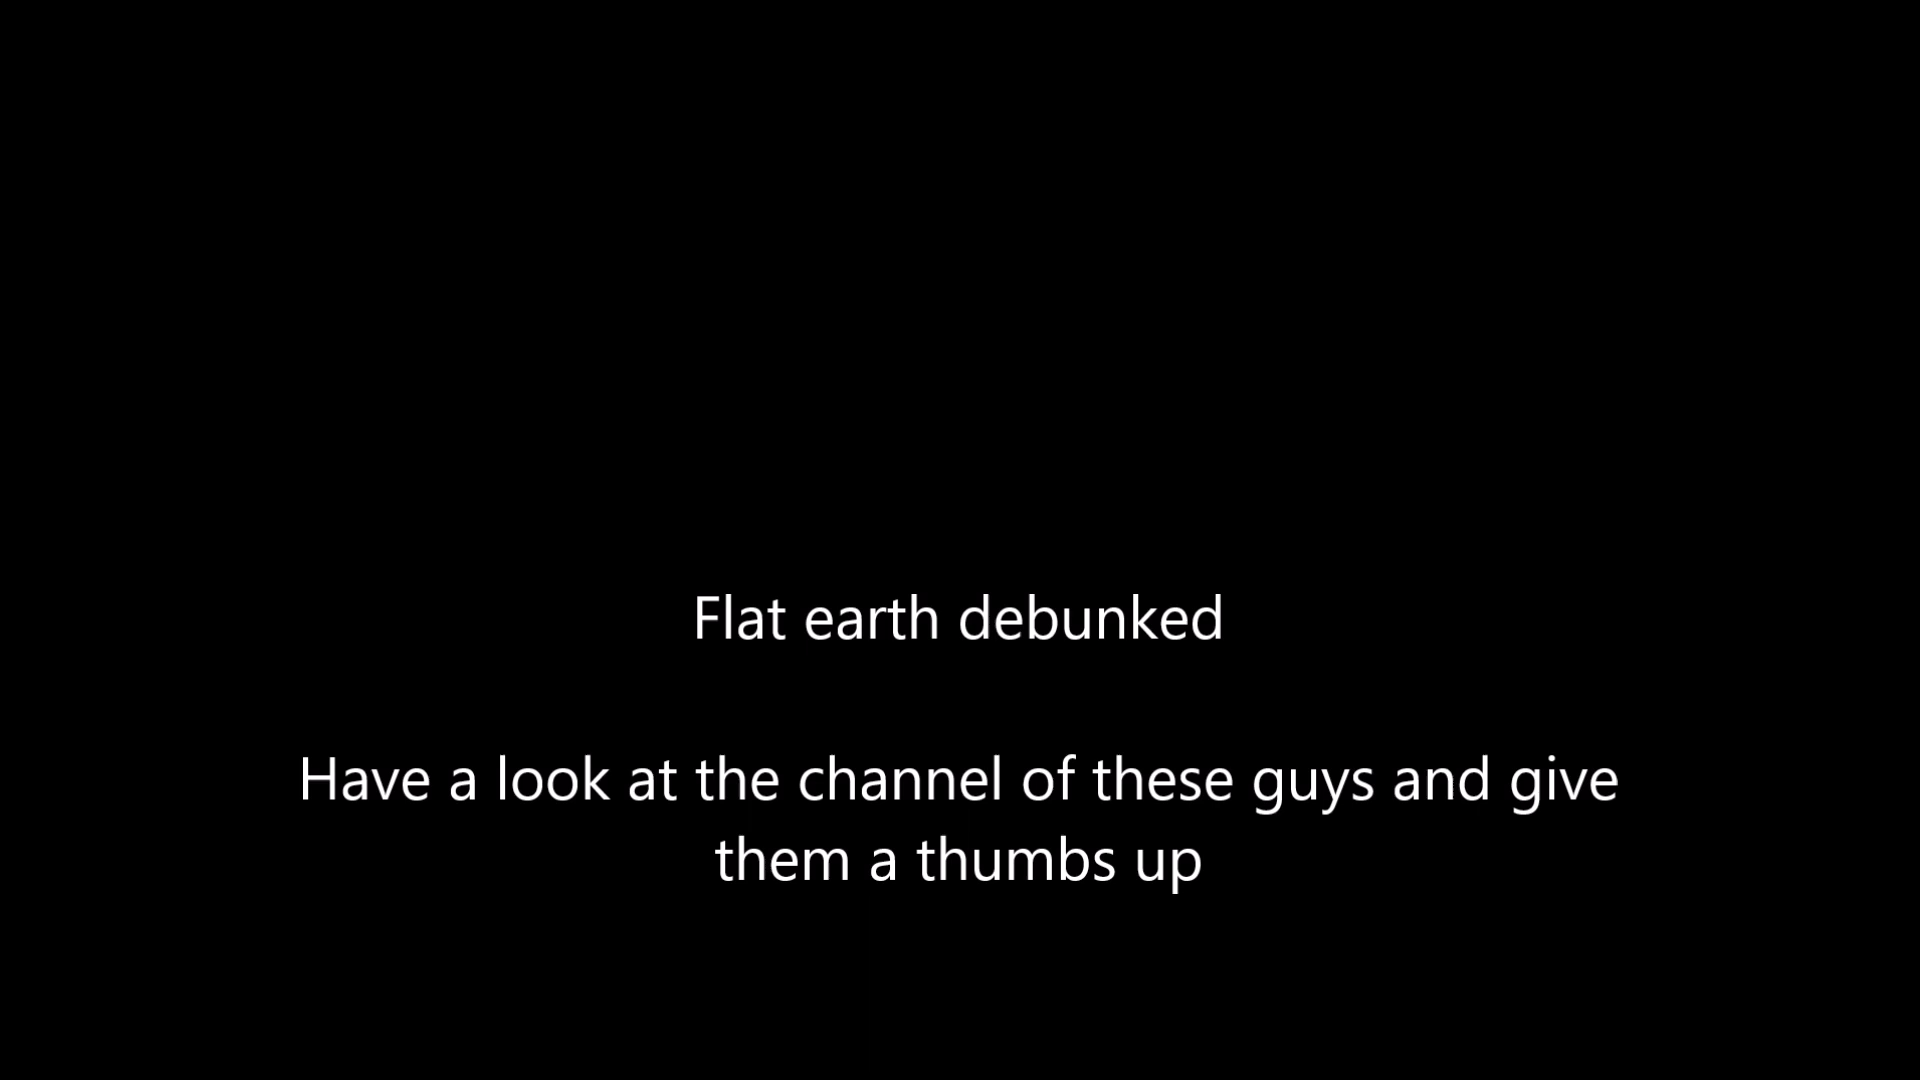 Flat earth debunked
Have a look at the channel of these guys and give
them a thumbs up